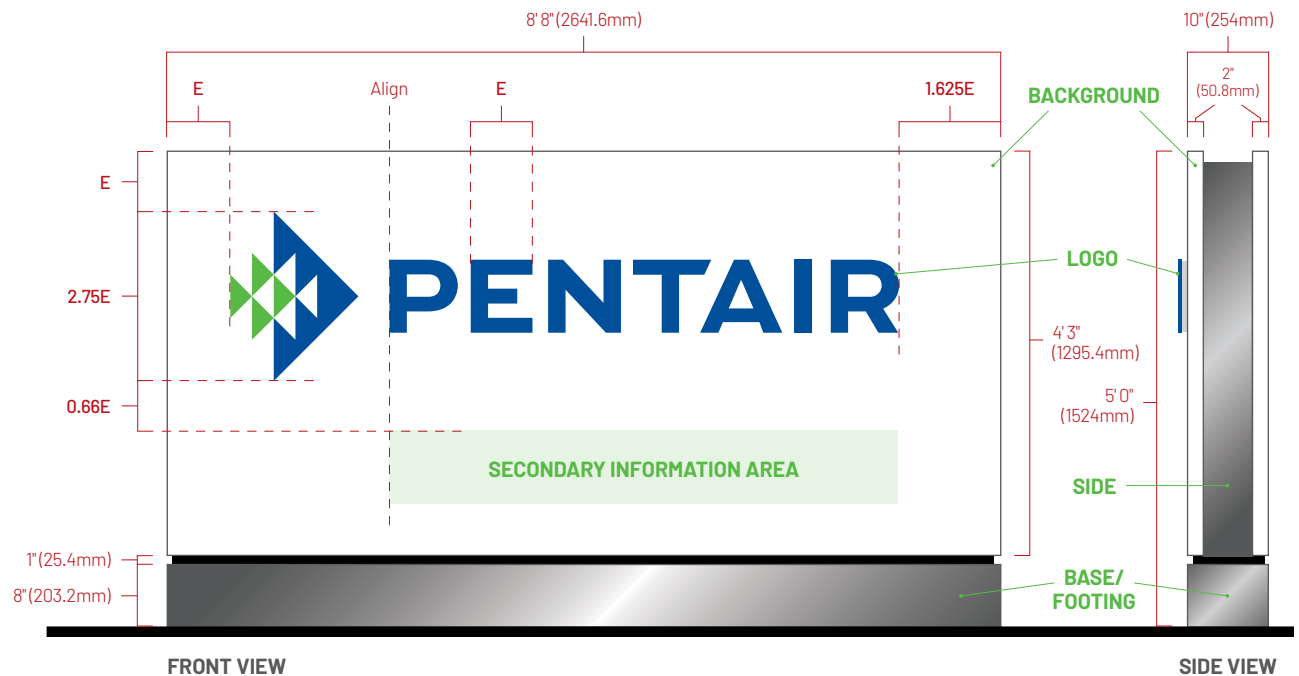 8' 8" (2641.6mm)
10" (254mm)
E
Align
E
1.625E
2"
(50.8mm)
BACKGROUND
E
LOGO
PENTAIR
2.75E
4' 3"
(1295.4mm)
5' 0"
(1524mm)
0.66E
SECONDARY INFORMATION AREA
SIDE
1" (25.4mm)
8" (203.2mm)
BASE/
FOOTING
FRONT VIEW
SIDE VIEW